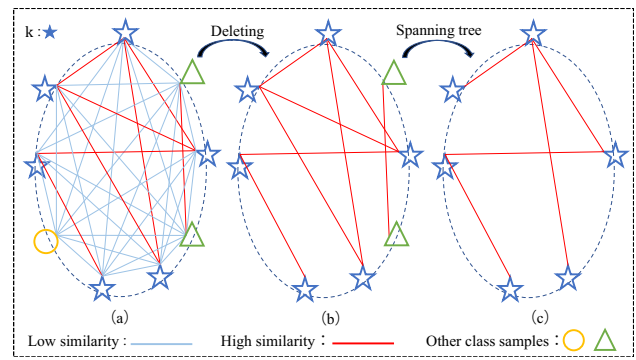 k :
Deleting
Spanning tree
(a)
(b)
(c)
Low similarity :
High similarity：
Other class samples：